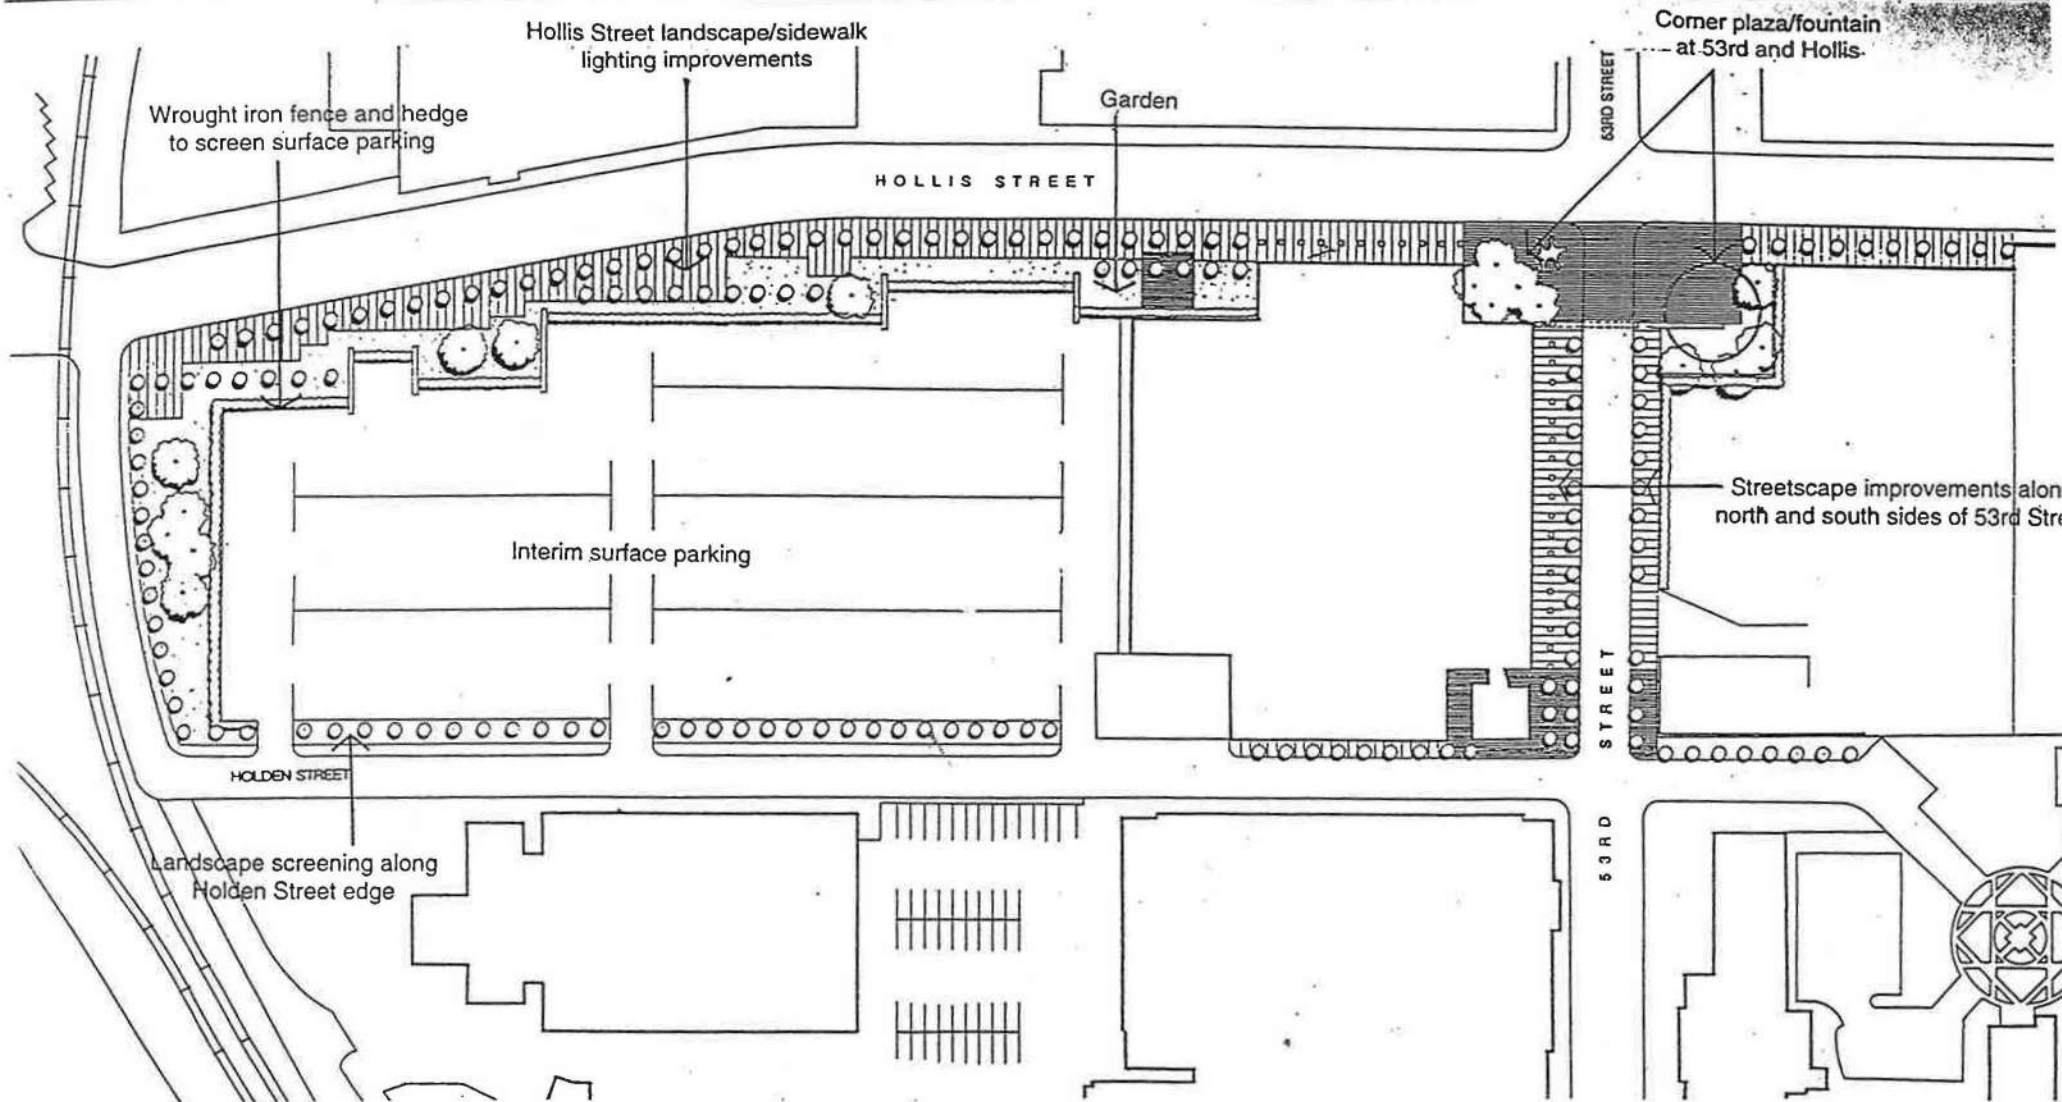 Hollis Street landscape/sidewalk
lighting improvements
Corner plaza/fountain
at 53rd and Hollis
Wrought iron fence and hedge
to screen surface parking
Garden
53RD STREET
HOLLIS STREET
Streetscape improvements alon
north and south sides of 53rd Stre
Interim surface parking
53RD STREET
HOLDEN STREET
Landscape screening along
Holden Street edge